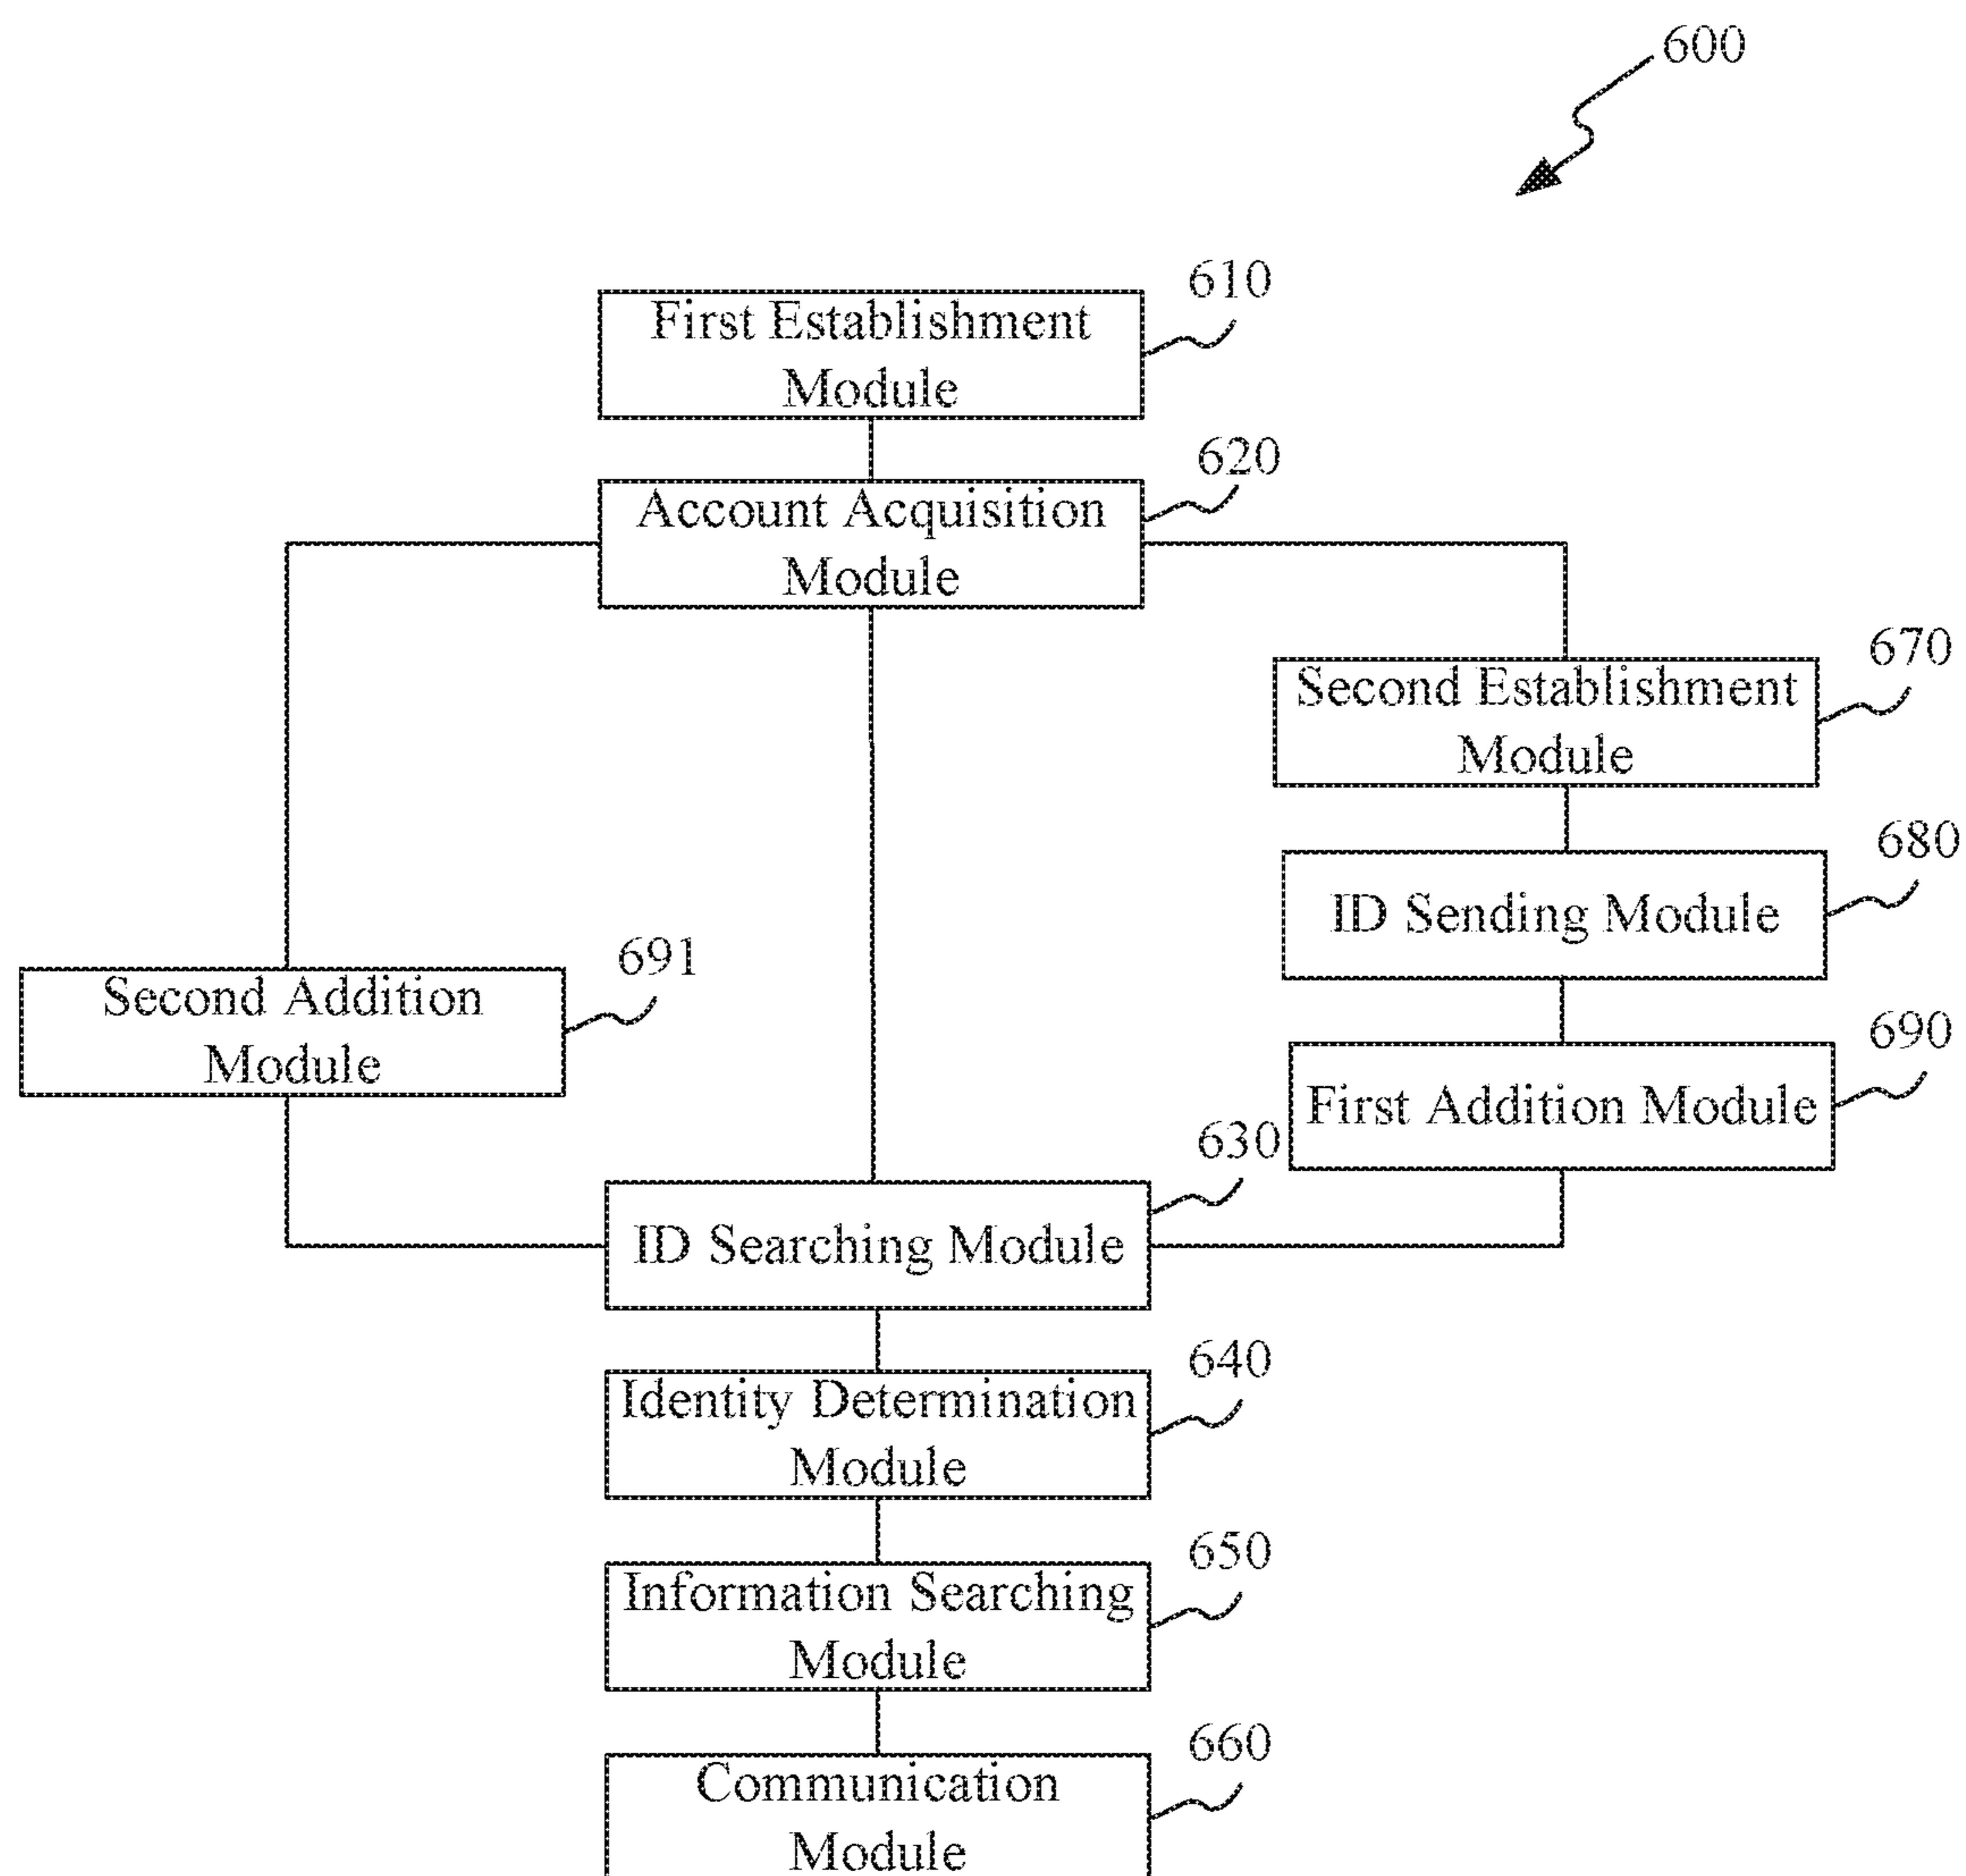 600
610
First Establishment
Module
620
Account Acquisition
Module
670
Second Establishment
Module
680
ID Sending Module
691
Second Addition
Module
690
First Addition Module
630
ID Searching Module
640
Identity Determination
Module
650
Information Searching
Module
660
Communication
Module